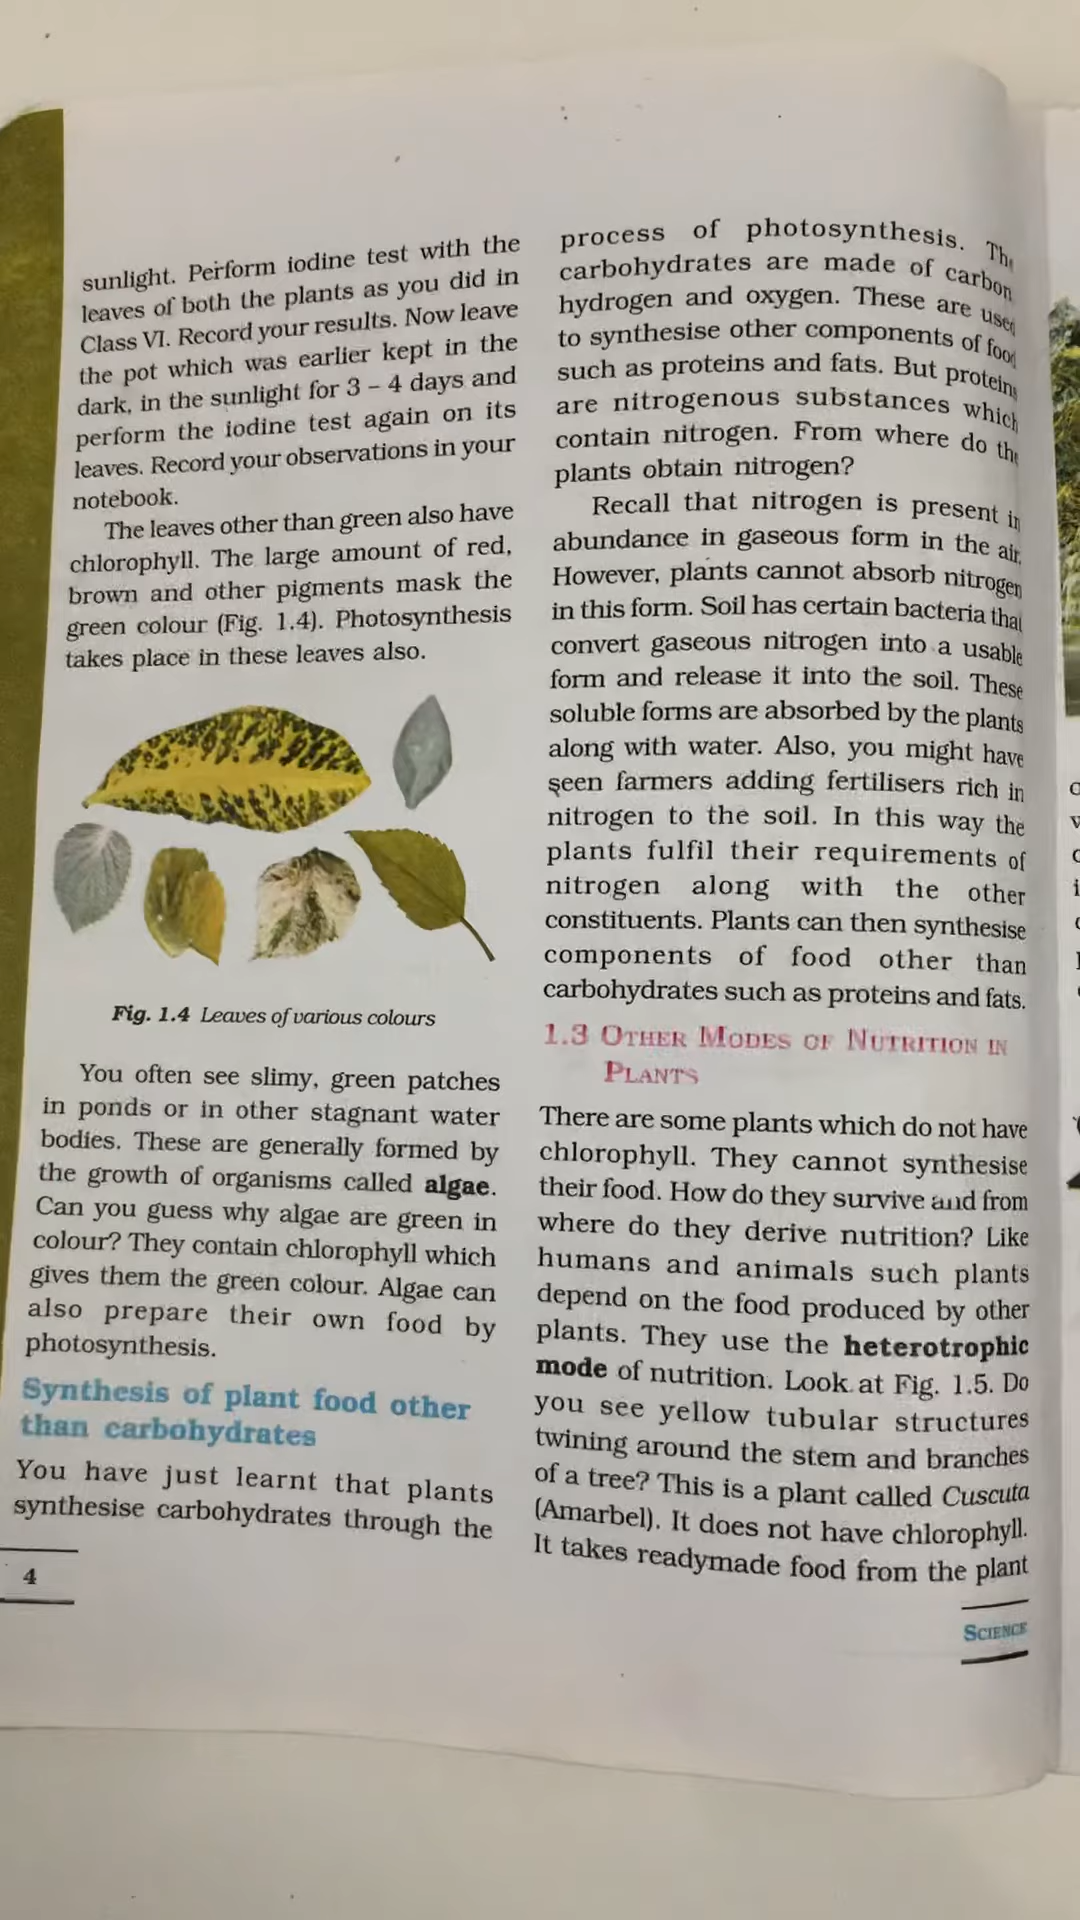 sunlight. Perform iodine test with the
leaves of both the plants as you did in
Class VI. Record your results. Now leave
the pot which was earlier kept in the
dark, in the sunlight for 3 – 4 days and
perform the iodine test again on its
leaves. Record your observations in your
notebook.
The leaves other than green also have
chlorophyll. The large amount of red,
brown and other pigments mask the
green colour (Fig. 1.4). Photosynthesis
takes place in these leaves also.
Fig. 1.4 Leaves of various colours
You often see slimy, green patches
in ponds or in other stagnant water
bodies. These are generally formed by
the growth of organisms called algae.
Can you guess why algae are green in
colour? They contain chlorophyll which
gives them the green colour. Algae can
also prepare their own food by
photosynthesis.
Synthesis of plant food other
than carbohydrates
You have just learnt that plants
synthesise carbohydrates through the
4
process of photosynthesis. The
carbohydrates are made of carbon
hydrogen and oxygen. These are used
to synthesise other components of food
such as proteins and fats. But proteins
are nitrogenous substances which
contain nitrogen. From where do the
plants obtain nitrogen?
Recall that nitrogen is present in
abundance in gaseous form in the air.
However, plants cannot absorb nitrogen
in this form. Soil has certain bacteria that
convert gaseous nitrogen into a usable
form and release it into the soil. These
soluble forms are absorbed by the plants
along with water. Also, you might have
seen farmers adding fertilisers rich in
nitrogen to the soil. In this way the
plants fulfil their requirements of
nitrogen along with the other
constituents. Plants can then synthesise
components of food other than
carbohydrates such as proteins and fats.
1.3 OTHER MODES OF NUTRITION IN
PLANTS
There are some plants which do not have
chlorophyll. They cannot synthesise
their food. How do they survive and from
where do they derive nutrition? Like
humans and animals such plants
depend on the food produced by other
plants. They use the heterotrophic
mode of nutrition. Look at Fig. 1.5. Do
you see yellow tubular structures
twining around the stem and branches
of a tree? This is a plant called Cuscuta
(Amarbel). It does not have chlorophyll.
It takes readymade food from the plant
SCIENCE